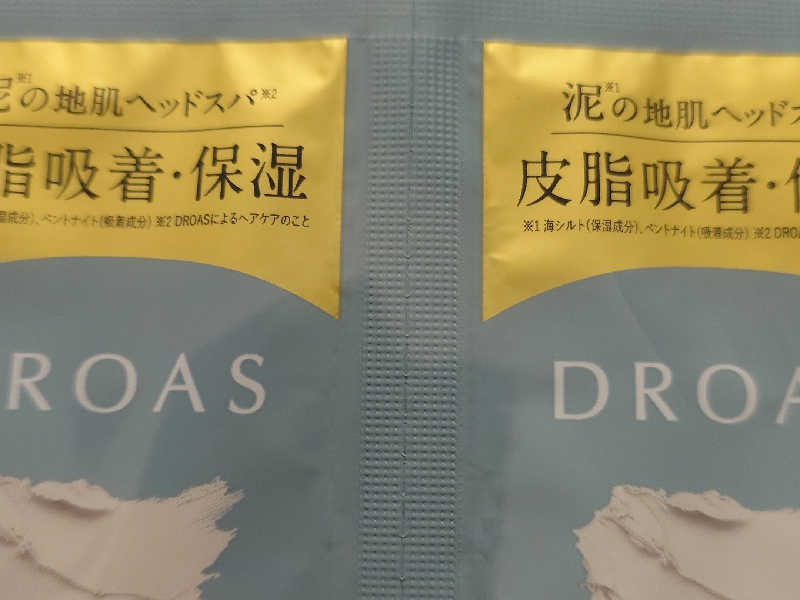 泥※1の地肌ヘッドスパ※2
脂吸着・保湿
成分)、ベントナイト(吸着成分) ※2 DROASによるヘアケアのこと
ROAS
泥※1の地肌ヘッドス
皮脂吸着・
※1 海シルト(保湿成分)、ベントナイト(吸着成分) ※2 DRO
DROA